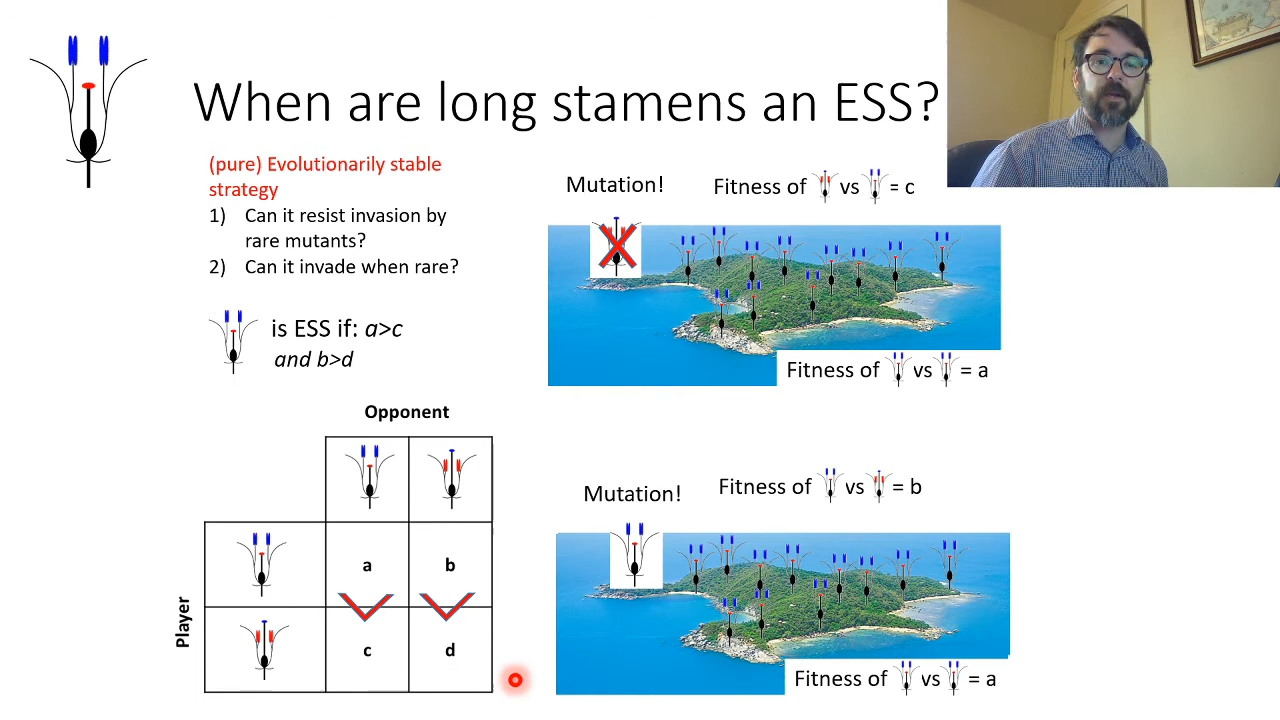 When are long stamens an ESS?
(pure) Evolutionarily stable
strategy
1) Can it resist invasion by
rare mutants?
2) Can it invade when rare?
is ESS if: a>c
and b>d
Mutation!
Fitness of vs = c
Fitness of vs = a
Opponent
Player
a b
c d
Mutation!
Fitness of vs = b
Fitness of vs = a